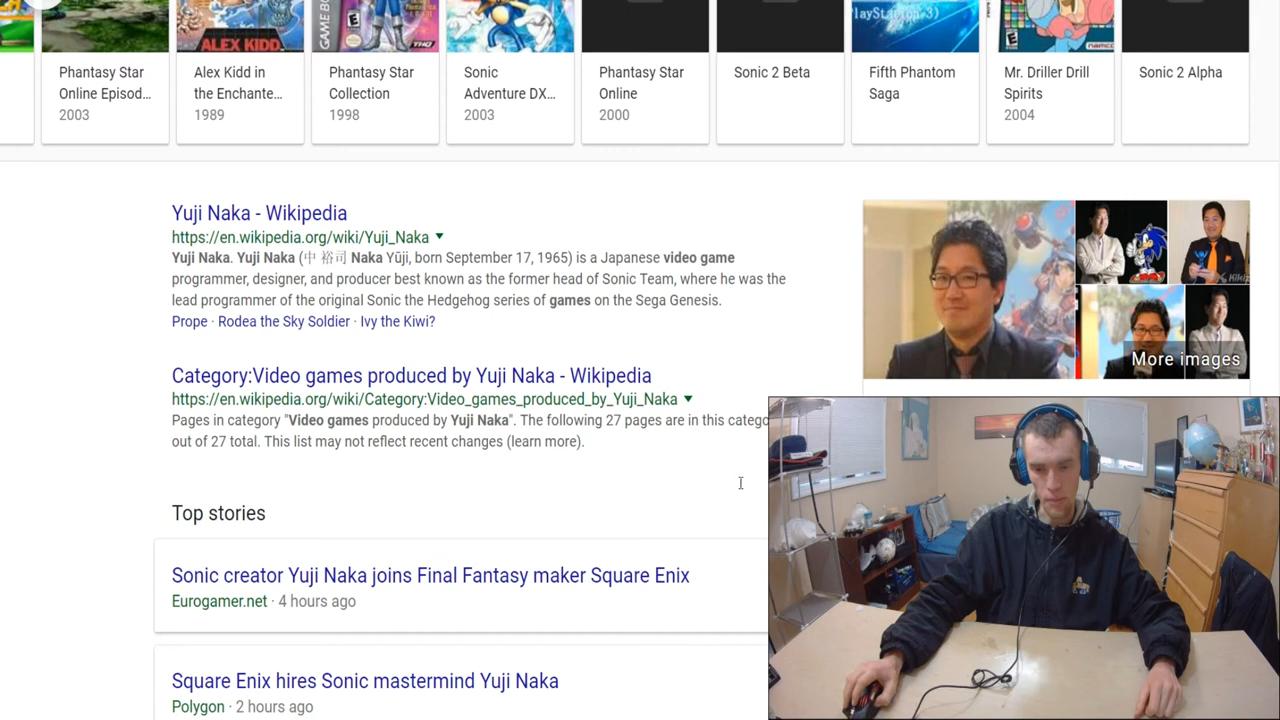 GAMEBOY
ALEX KIDD
THQ
PlayStation 3)
namco
Phantasy Star
Online Episod...
2003
Alex Kidd in
the Enchante...
1989
Phantasy Star
Collection
1998
Sonic
Adventure DX...
2003
Phantasy Star
Online
2000
Sonic 2 Beta
Fifth Phantom
Saga
Mr. Driller Drill
Spirits
2004
Sonic 2 Alpha
Yuji Naka - Wikipedia
https://en.wikipedia.org/wiki/Yuji_Naka
Yuji Naka. Yuji Naka (中 裕司 Naka Yūji, born September 17, 1965) is a Japanese video game
programmer, designer, and producer best known as the former head of Sonic Team, where he was the
lead programmer of the original Sonic the Hedgehog series of games on the Sega Genesis.
Prope · Rodea the Sky Soldier · Ivy the Kiwi?
More images
Category:Video games produced by Yuji Naka - Wikipedia
https://en.wikipedia.org/wiki/Category:Video_games_produced_by_Yuji_Naka
Pages in category "Video games produced by Yuji Naka". The following 27 pages are in this catego
out of 27 total. This list may not reflect recent changes (learn more).
Top stories
Sonic creator Yuji Naka joins Final Fantasy maker Square Enix
Eurogamer.net · 4 hours ago
Square Enix hires Sonic mastermind Yuji Naka
Polygon · 2 hours ago